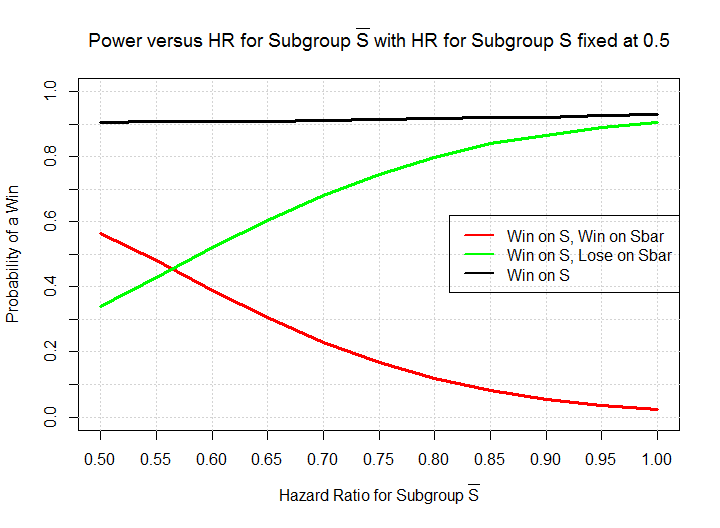 Power versus HR for Subgroup S̅ with HR for Subgroup S fixed at 0.5
Probability of a Win
1.0
0.8
0.6
0.4
0.2
0.0
Win on S, Win on Sbar
Win on S, Lose on Sbar
Win on S
0.50 0.55 0.60 0.65 0.70 0.75 0.80 0.85 0.90 0.95 1.00
Hazard Ratio for Subgroup S̅